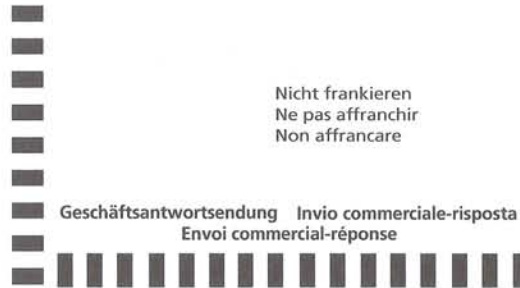 Nicht frankieren
Ne pas affranchir
Non affrancare
Geschäftsantwortsendung Invio commerciale-risposta
Envoi commercial-réponse